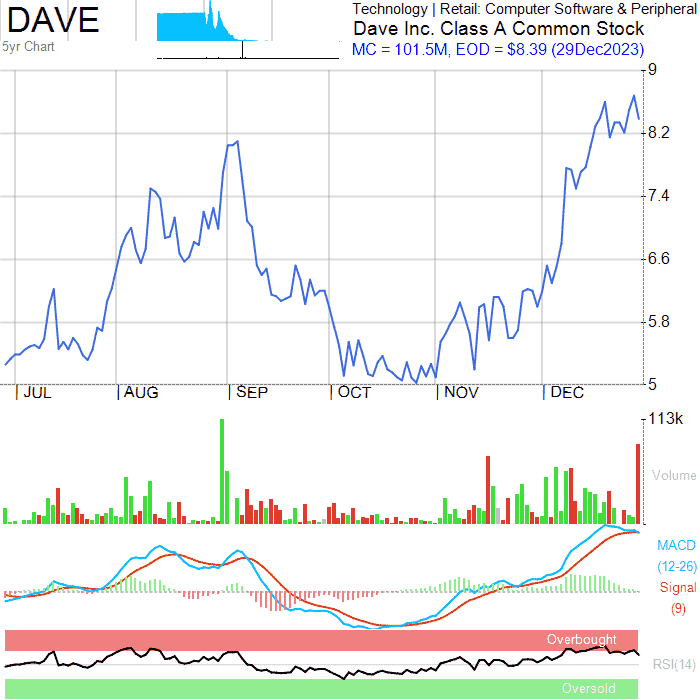 DAVE
5yr Chart
Technology | Retail: Computer Software & Peripheral
Dave Inc. Class A Common Stock
MC = 101.5M, EOD = $8.39 (29Dec2023)
9
8.2
7.4
6.6
5.8
5
| JUL | AUG | SEP | OCT | NOV | DEC
113k
Volume
MACD
(12-26)
Signal
(9)
Overbought
RSI(14)
Oversold